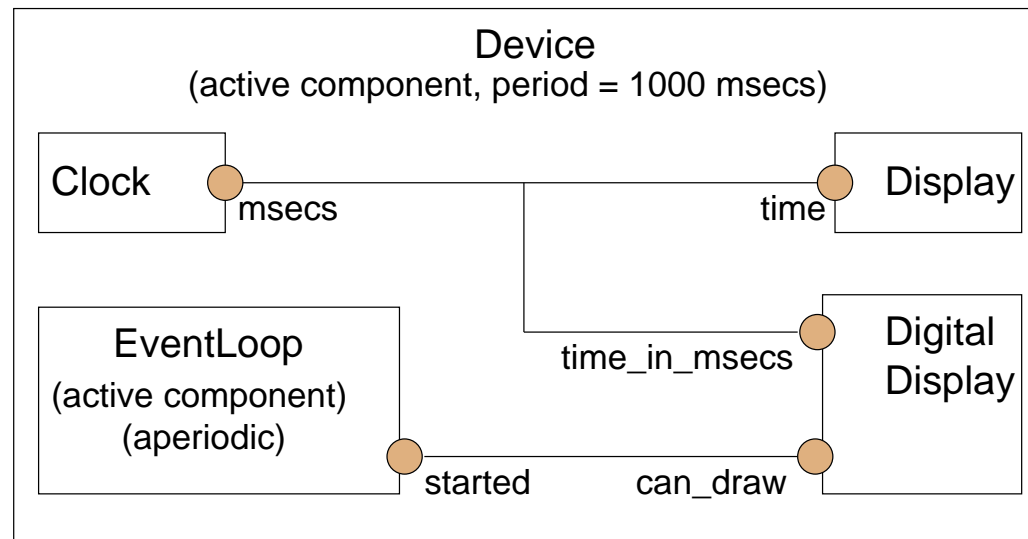 Device
(active component, period = 1000 msecs)
Clock
msecs
time
Display
EventLoop
(active component)
(aperiodic)
started
time_in_msecs
can_draw
Digital
Display